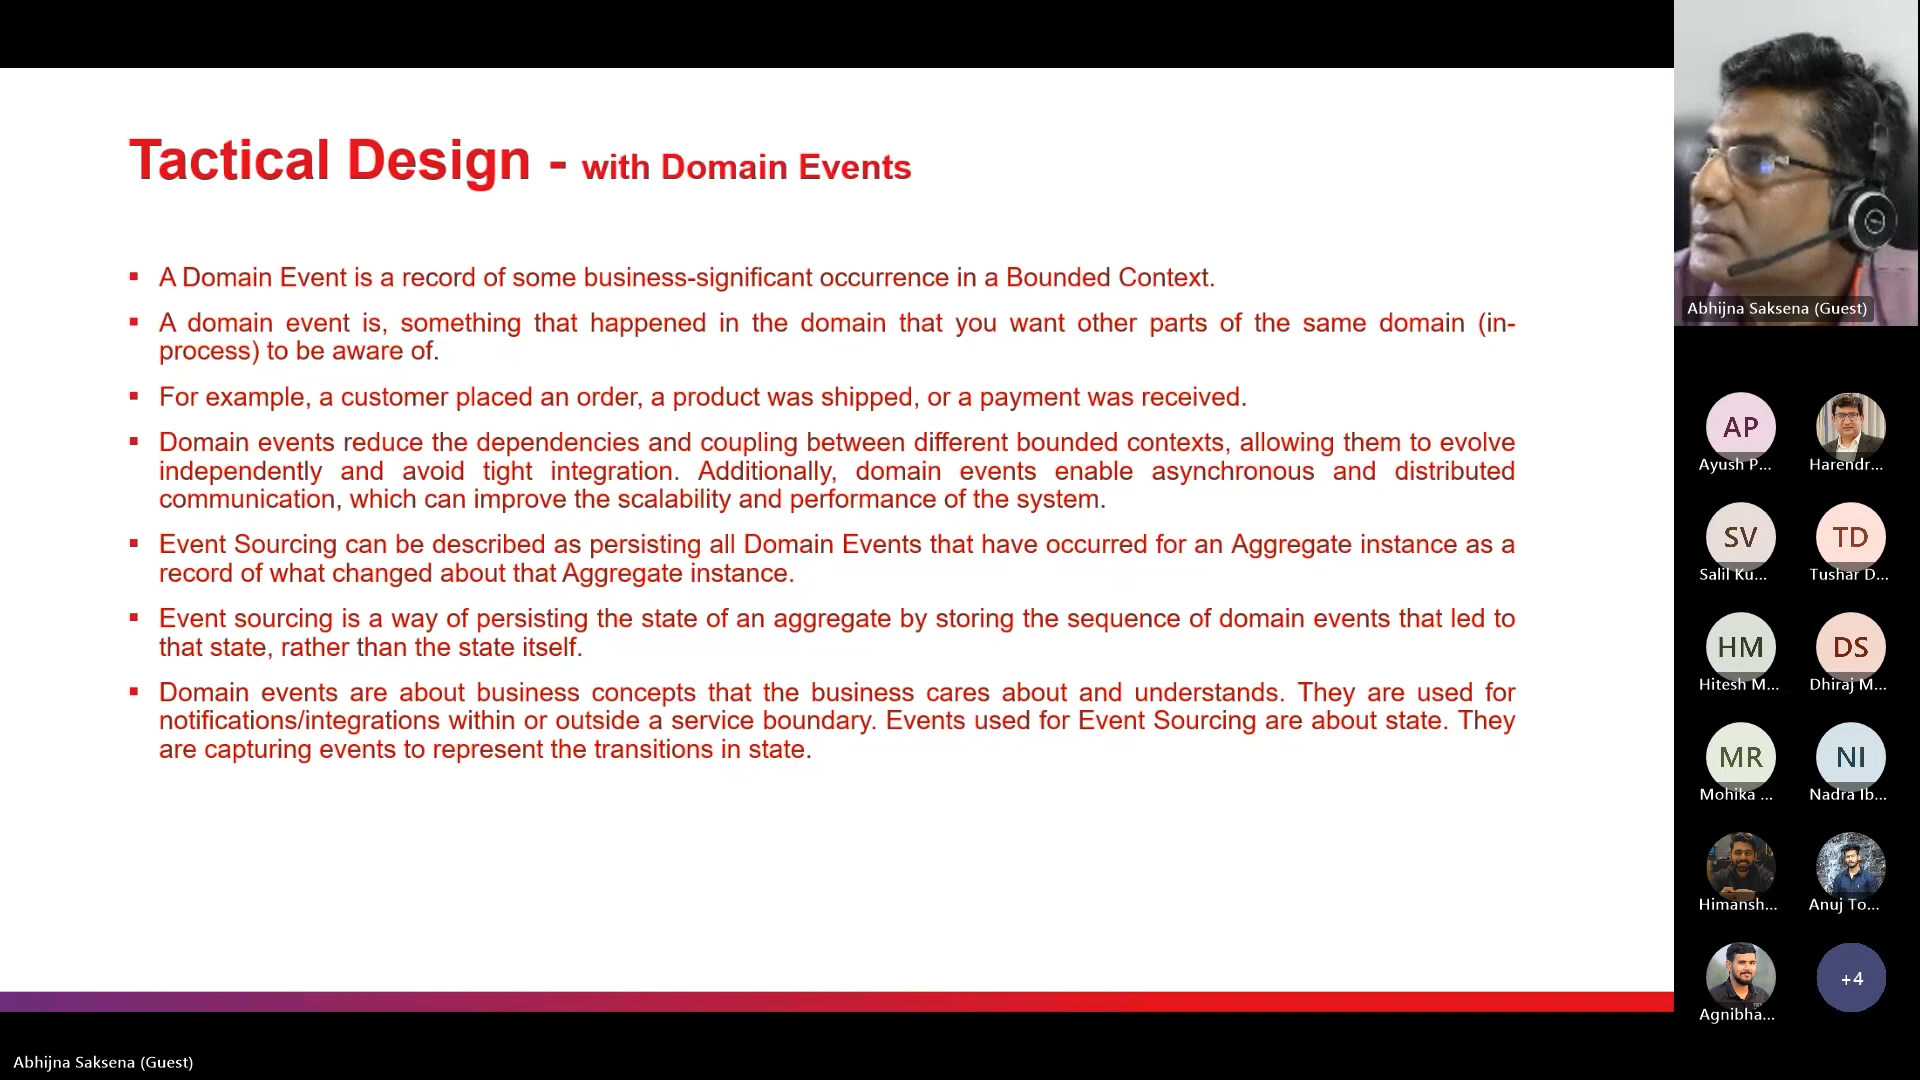 Tactical Design - with Domain Events
▪ A Domain Event is a record of some business-significant occurrence in a Bounded Context.
▪ A domain event is, something that happened in the domain that you want other parts of the same domain (in-
process) to be aware of.
▪ For example, a customer placed an order, a product was shipped, or a payment was received.
▪ Domain events reduce the dependencies and coupling between different bounded contexts, allowing them to evolve
independently and avoid tight integration. Additionally, domain events enable asynchronous and distributed
communication, which can improve the scalability and performance of the system.
▪ Event Sourcing can be described as persisting all Domain Events that have occurred for an Aggregate instance as a
record of what changed about that Aggregate instance.
▪ Event sourcing is a way of persisting the state of an aggregate by storing the sequence of domain events that led to
that state, rather than the state itself.
▪ Domain events are about business concepts that the business cares about and understands. They are used for
notifications/integrations within or outside a service boundary. Events used for Event Sourcing are about state. They
are capturing events to represent the transitions in state.
Abhijna Saksena (Guest)
AP
Ayush P... Harendr...
SV TD
Salil Ku... Tushar D...
HM DS
Hitesh M... Dhiraj M...
MR NI
Mohika ... Nadra Ib...
Himansh... Anuj To...
+4
Agnibha...
Abhijna Saksena (Guest)